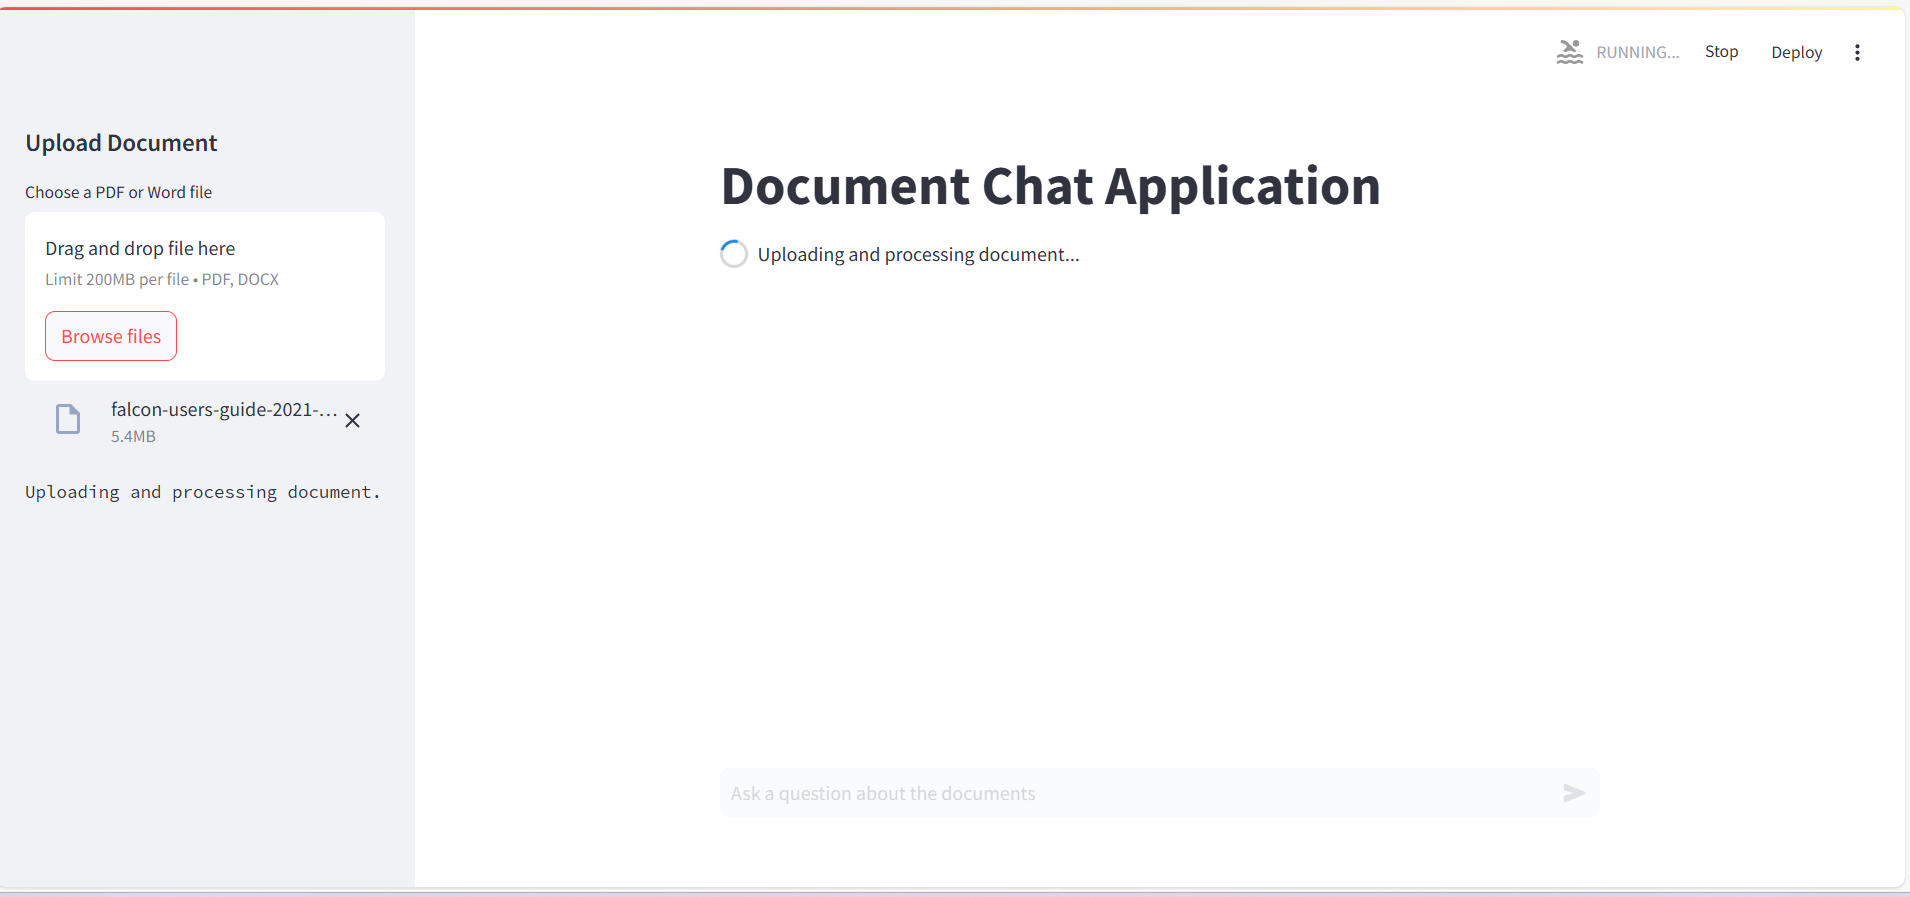 RUNNING...
Stop
Deploy
Upload Document
Choose a PDF or Word file
Drag and drop file here
Limit 200MB per file • PDF, DOCX
Browse files
falcon-users-guide-2021-...
5.4MB
Uploading and processing document.
Document Chat Application
Uploading and processing document...
Ask a question about the documents